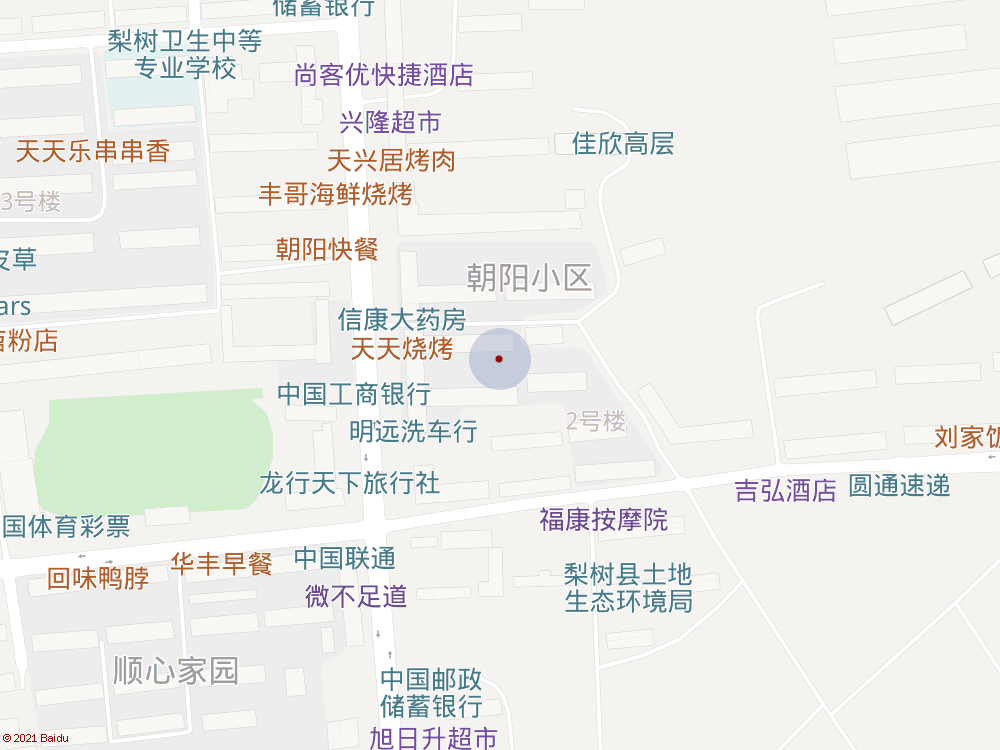 储蓄银行
梨树卫生中等
专业学校
尚客优快捷酒店
兴隆超市
佳欣高层
天天乐串串香
天兴居烤肉
丰哥海鲜烧烤
3号楼
朝阳快餐
皮草
朝阳小区
ars
信康大药房
粉店
天天烧烤
中国工商银行
2号楼
明远洗车行
刘家饭
龙行天下旅行社
吉弘酒店
圆通速递
国体育彩票
福康按摩院
中国联通
华丰早餐
回味鸭脖
梨树县土地
生态环境局
微不足道
顺心家园
中国邮政
储蓄银行
旭日升超市
© 2021 Baidu